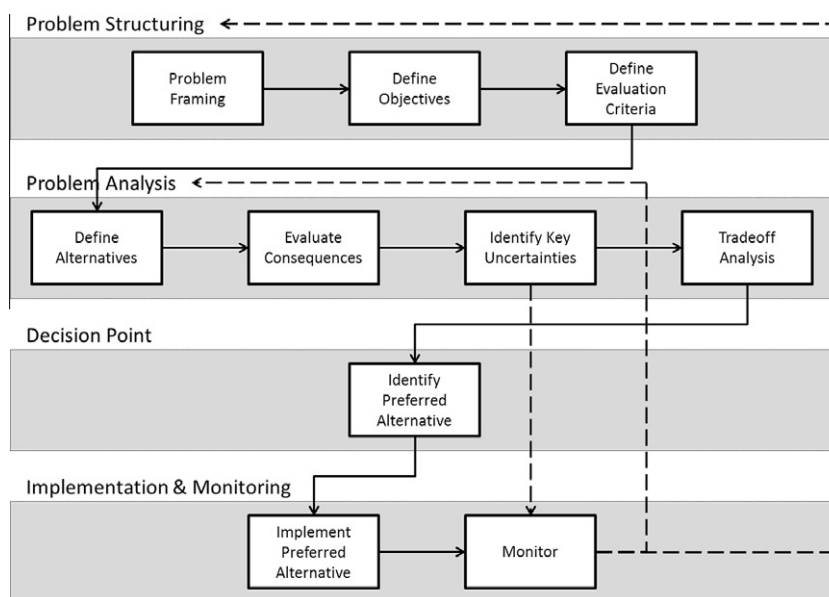 Problem Structuring
Problem
Framing
Define
Objectives
Define
Evaluation
Criteria
Problem Analysis
Define
Alternatives
Evaluate
Consequences
Identify Key
Uncertainties
Tradeoff
Analysis
Decision Point
Identify
Preferred
Alternative
Implementation & Monitoring
Implement
Preferred
Alternative
Monitor